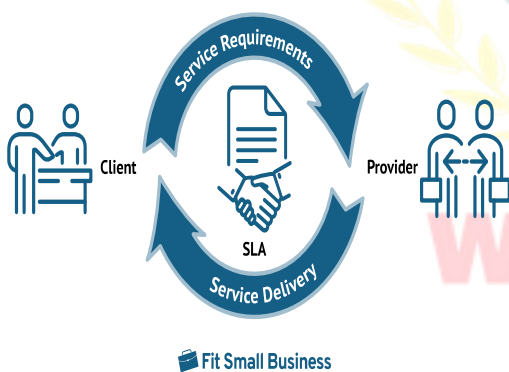 Service Requirements
Client
Provider
SLA
Service Delivery
Fit Small Business
W